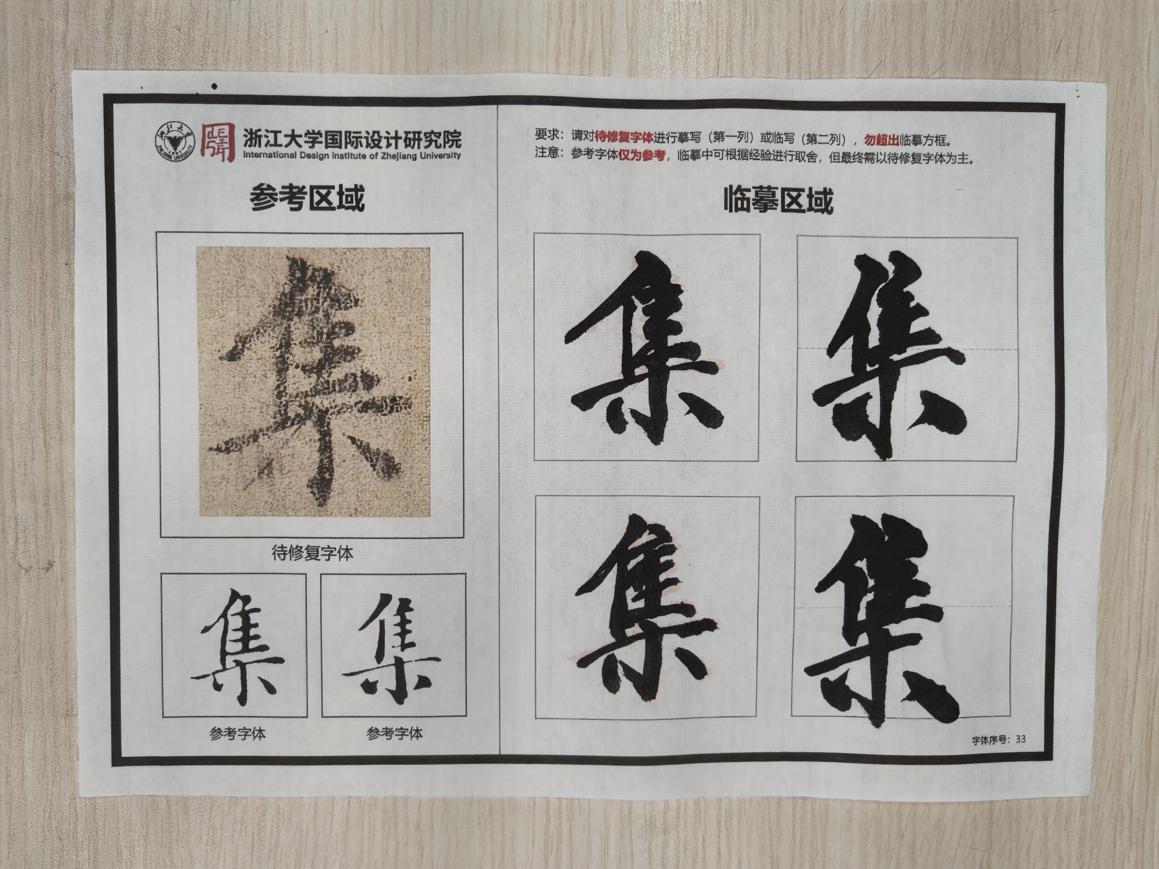 浙江大学国际设计研究院
International Design Institute of Zhejiang University
参考区域
集
待修复字体
集
集
参考字体
参考字体
要求：请对待修复字体进行摹写（第一列）或临写（第二列），勿超出临摹方框。
注意：参考字体仅为参考，临摹中可根据经验进行取舍，但最终需以待修复字体为主。
临摹区域
集
集
集
集
字体序号：33